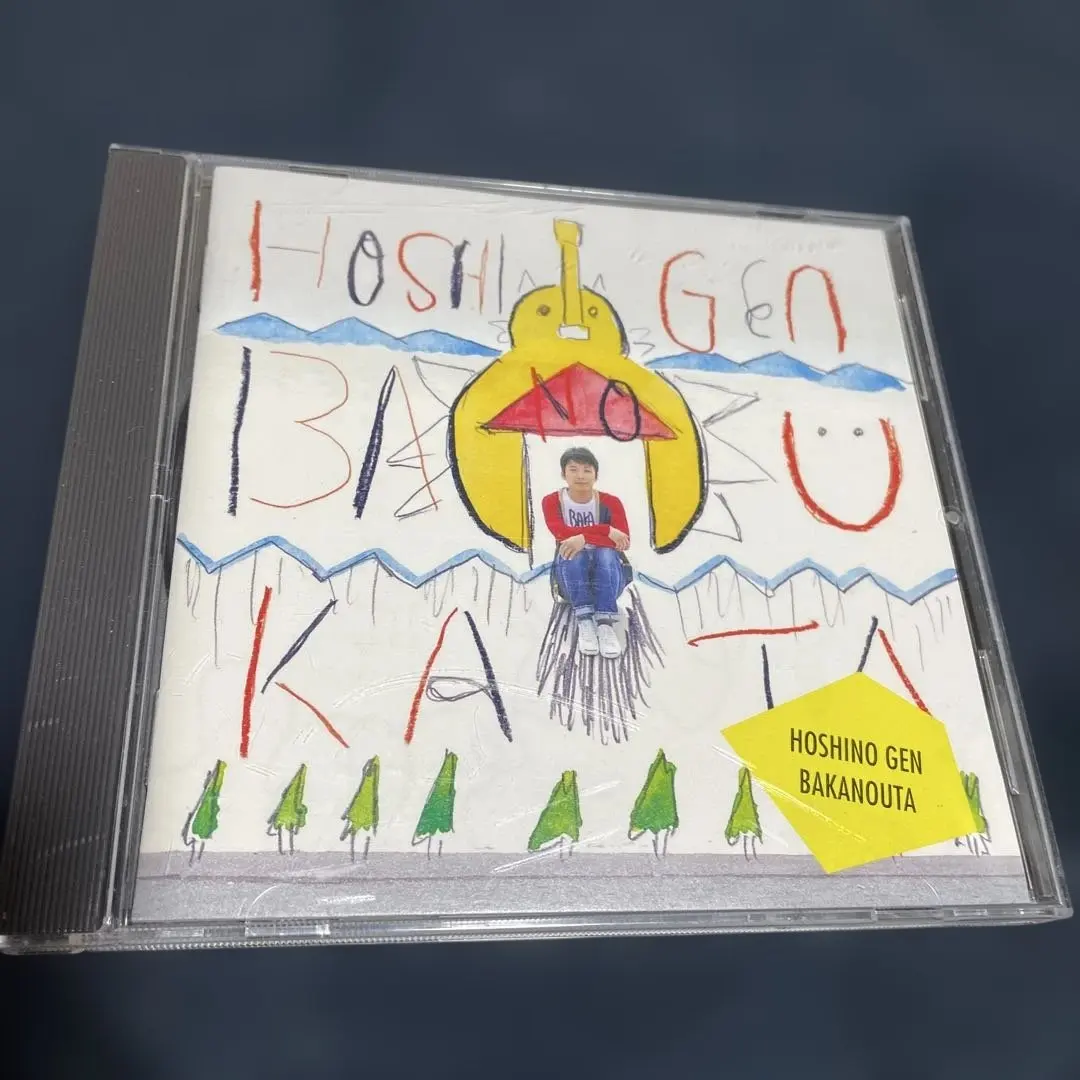 HOSHI GEN
BA NO U
BAKA
KA TA
HOSHINO GEN
BAKANOUTA